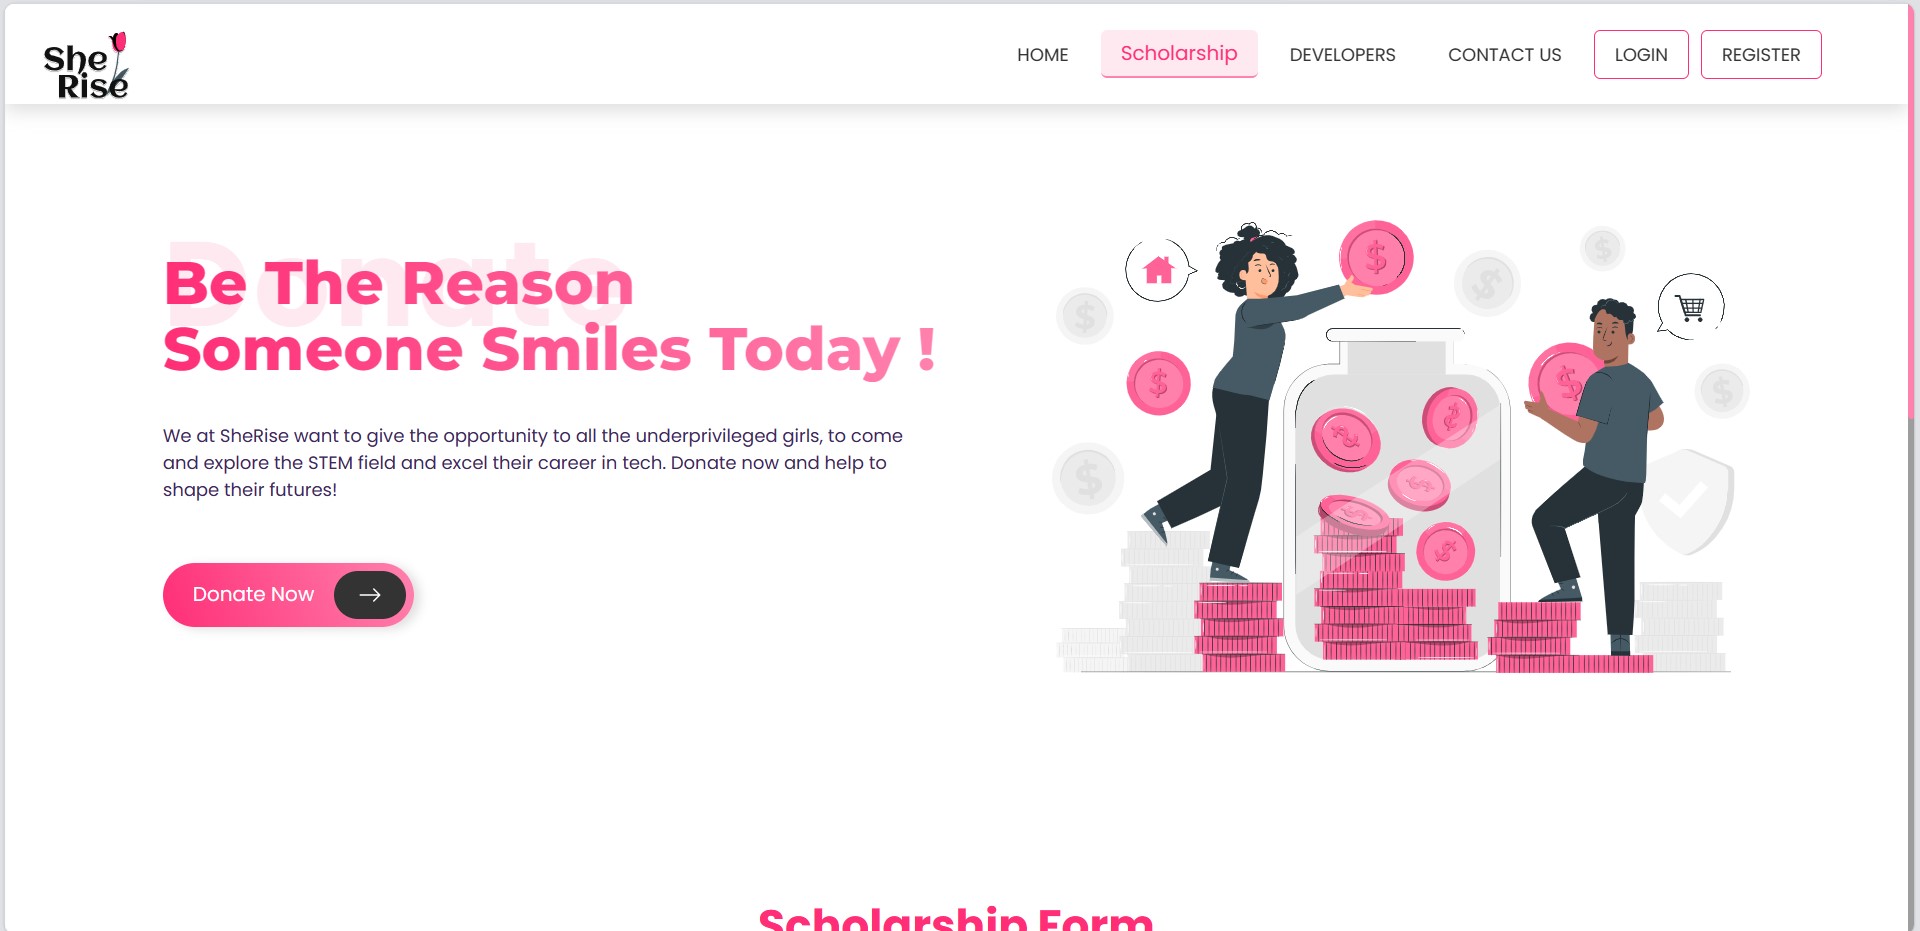 She
Rise
HOME
Scholarship
DEVELOPERS
CONTACT US
LOGIN
REGISTER
Donate
Be The Reason
Someone Smiles Today !
We at SheRise want to give the opportunity to all the underprivileged girls, to come
and explore the STEM field and excel their career in tech. Donate now and help to
shape their futures!
Donate Now
Scholarship Form